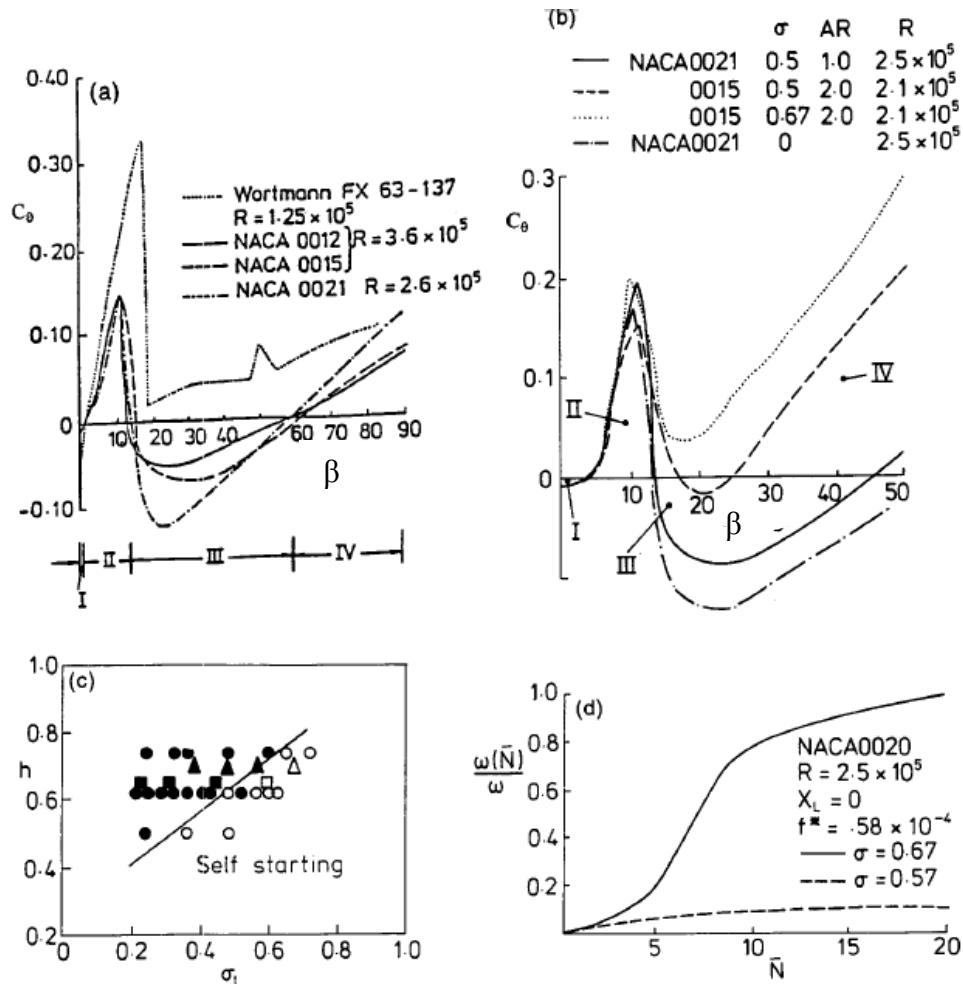 (a)
0.40
0.30
0.20
0.10
0
-0.10
Cθ
Wortmann FX 63-137
R = 1.25 × 10⁵
NACA 0012 } R = 3.6 × 10⁵
NACA 0015
NACA 0021 R = 2.6 × 10⁵
10 20 30 40 50 60 70 80 90
β
II III IV
I
(b)
σ AR R
NACA0021 0.5 1.0 2.5×10⁵
0015 0.5 2.0 2.1×10⁵
0015 0.67 2.0 2.1×10⁵
NACA0021 0 2.5×10⁵
0.3
Cθ
0.2
0.1
0
II
IV
10 20 30 40 50
β
I
III
(c)
1.0
0.8
h
0.6
0.4
0.2
Self starting
0 0.2 0.4 0.6 0.8 1.0
σ₁
(d)
1.0
0.8
0.6
0.4
0.2
ω(N̄)
ω
NACA0020
R = 2.5 × 10⁵
X_L = 0
f* = .58 × 10⁻⁴
σ = 0.67
σ = 0.57
5 10 15 20
N̄